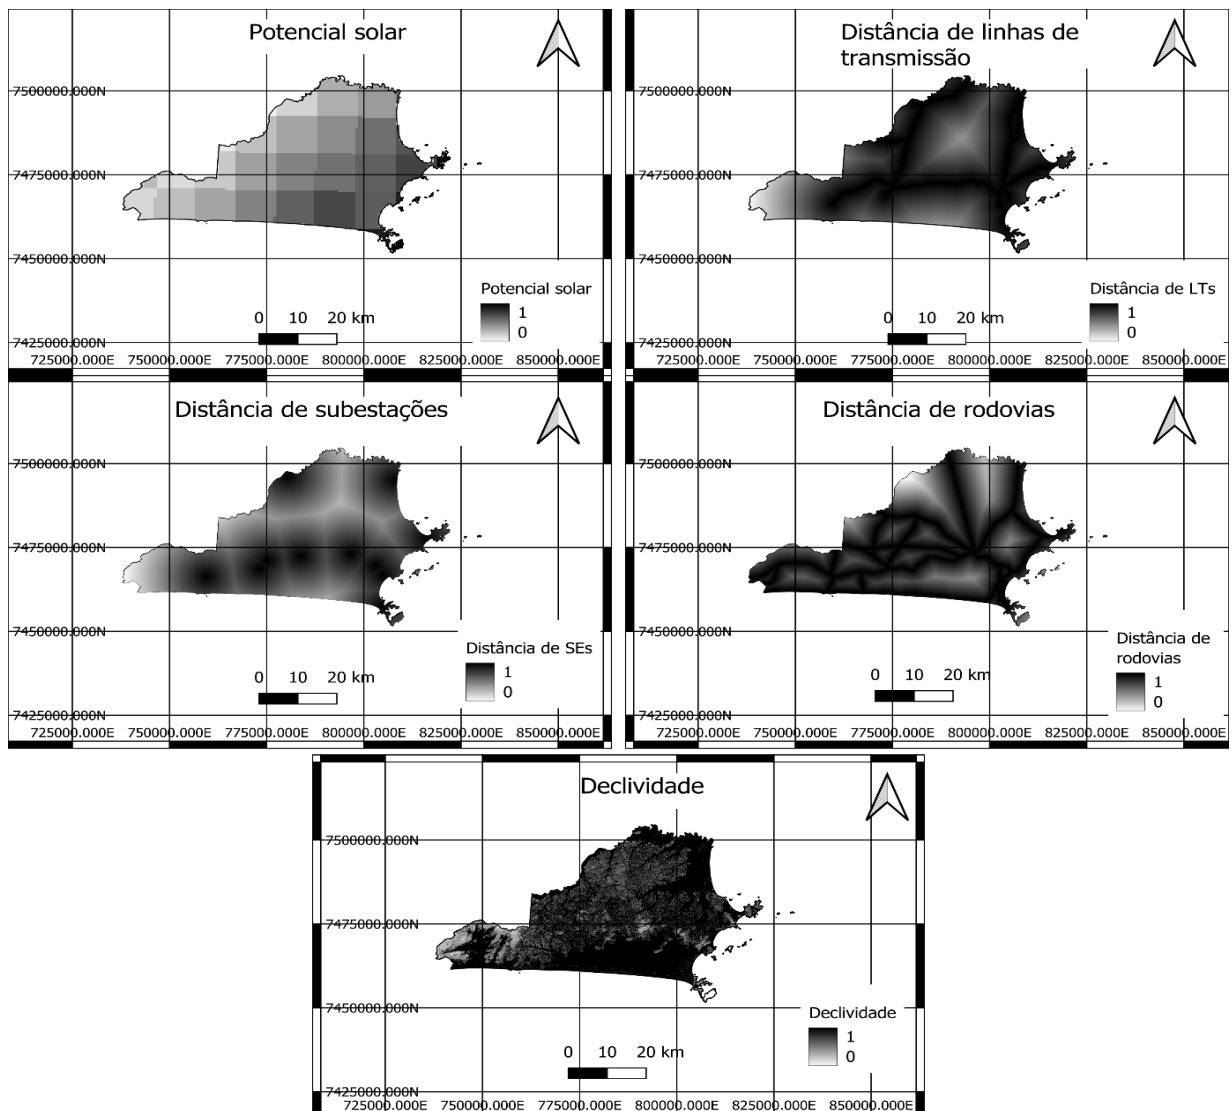 Potencial solar
7500000.000N
7475000.000N
7450000.000N
7425000.000N
Potencial solar
1
0
0 10 20 km
725000.000E 750000.000E 775000.000E 800000.000E 825000.000E 850000.000E
Distância de linhas de
transmissão
7500000.000N
7475000.000N
7450000.000N
7425000.000N
Distância de LTs
1
0
0 10 20 km
725000.000E 750000.000E 775000.000E 800000.000E 825000.000E 850000.000E
Distância de subestações
7500000.000N
7475000.000N
7450000.000N
7425000.000N
Distância de SEs
1
0
0 10 20 km
725000.000E 750000.000E 775000.000E 800000.000E 825000.000E 850000.000E
Distância de rodovias
7500000.000N
7475000.000N
7450000.000N
7425000.000N
Distância de
rodovias
1
0
0 10 20 km
725000.000E 750000.000E 775000.000E 800000.000E 825000.000E 850000.000E
Declividade
7500000.000N
7475000.000N
7450000.000N
7425000.000N
Declividade
1
0
0 10 20 km
725000.000E 750000.000E 775000.000E 800000.000E 825000.000E 850000.000E